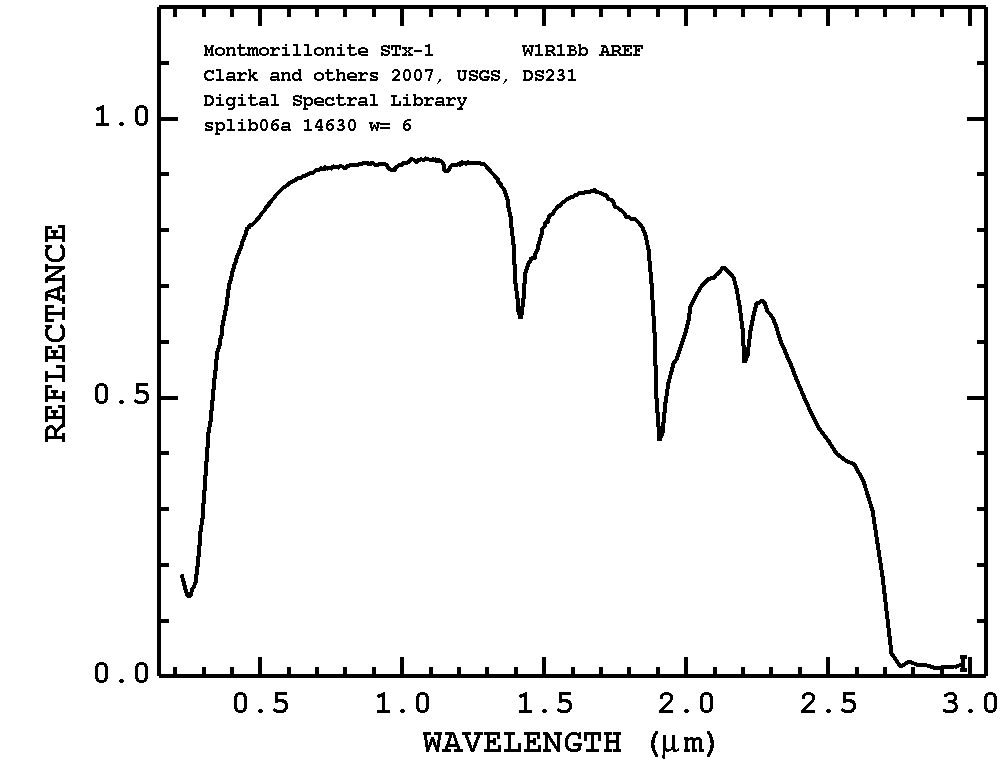 Montmorillonite STx-1 W1R1Bb AREF
Clark and others 2007, USGS, DS231
Digital Spectral Library
splib06a 14630 w= 6
1.0
0.5
0.0
REFLECTANCE
0.5 1.0 1.5 2.0 2.5 3.0
WAVELENGTH (μm)